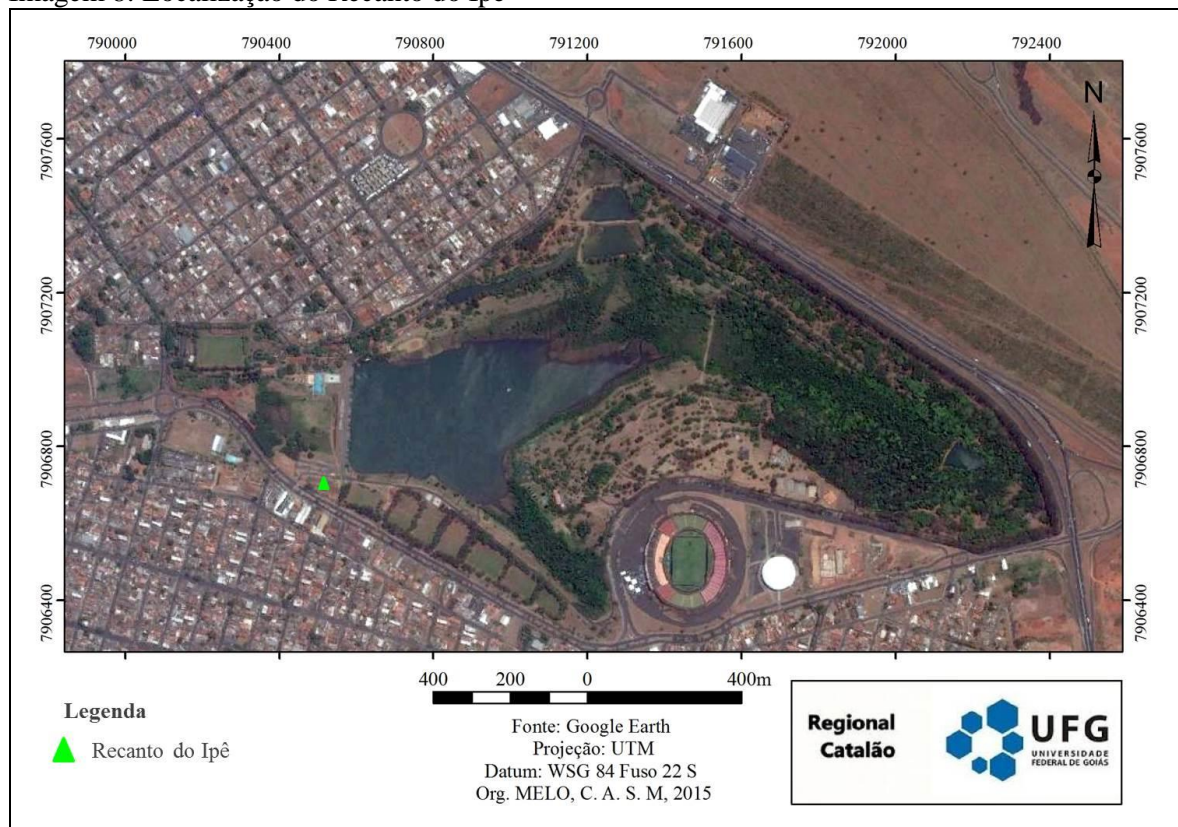 Imagem 8: Localização do Recanto do Ipê
790000 790400 790800 791200 791600 792000 792400
N
7907600 7907600
7907200 7907200
7906800 7906800
7906400 7906400
400 200 0 400m
Legenda
Recanto do Ipê
Fonte: Google Earth
Projeção: UTM
Datum: WSG 84 Fuso 22 S
Org. MELO, C. A. S. M, 2015
Regional
Catalão
UFG
UNIVERSIDADE
FEDERAL DE GOIÁS